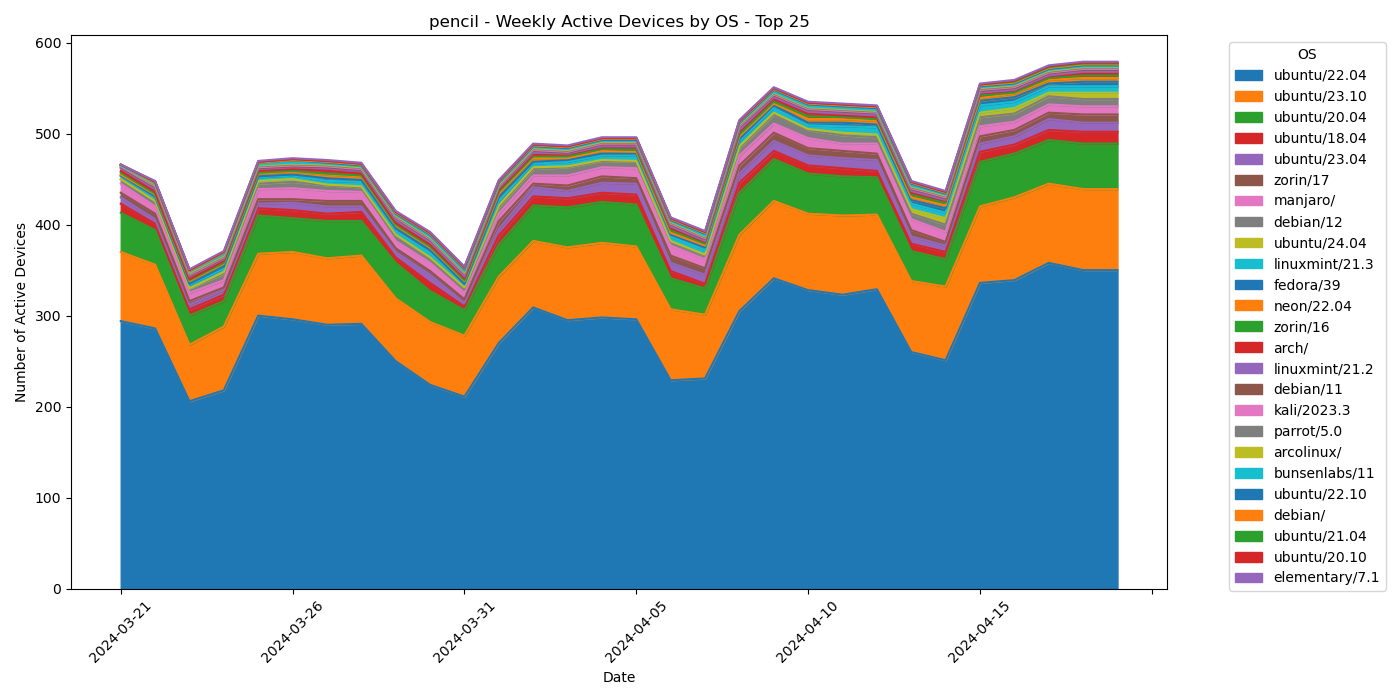 pencil - Weekly Active Devices by OS - Top 25
Number of Active Devices
600
500
400
300
200
100
0
2024-03-21
2024-03-26
2024-03-31
2024-04-05
2024-04-10
2024-04-15
Date
OS
ubuntu/22.04
ubuntu/23.10
ubuntu/20.04
ubuntu/18.04
ubuntu/23.04
zorin/17
manjaro/
debian/12
ubuntu/24.04
linuxmint/21.3
fedora/39
neon/22.04
zorin/16
arch/
linuxmint/21.2
debian/11
kali/2023.3
parrot/5.0
arcolinux/
bunsenlabs/11
ubuntu/22.10
debian/
ubuntu/21.04
ubuntu/20.10
elementary/7.1